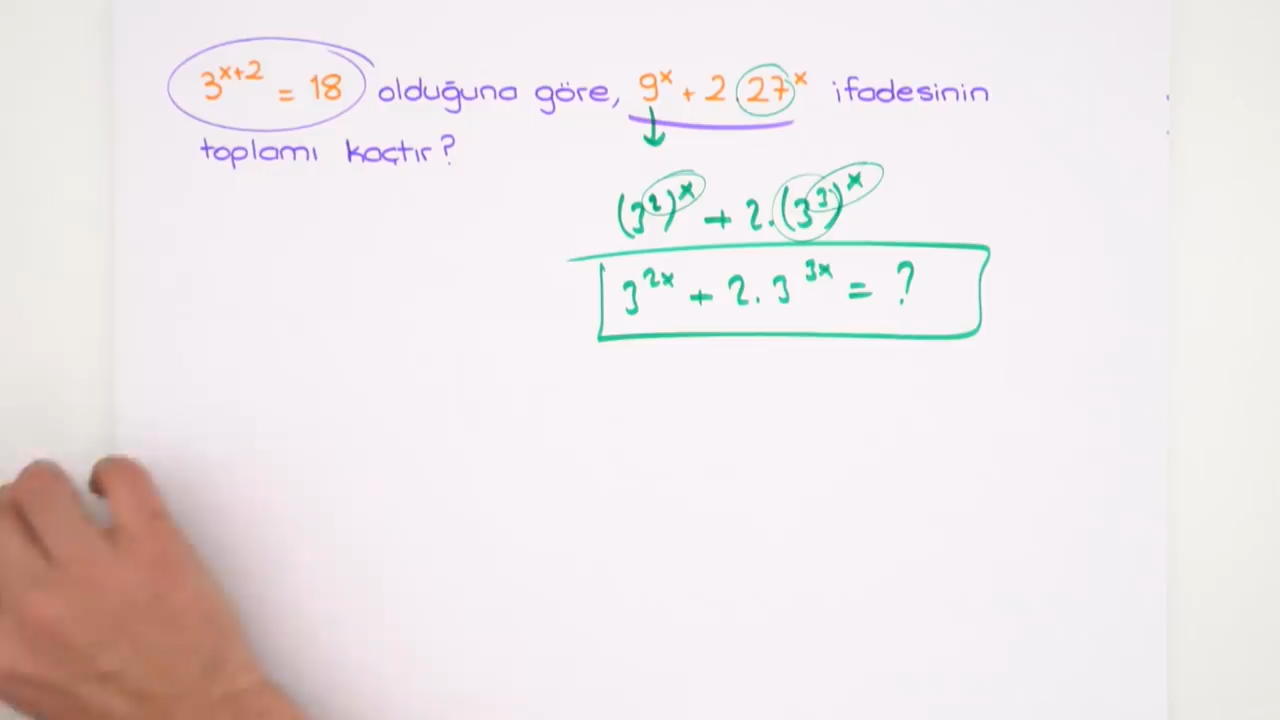 3^{x+2} = 18 olduğuna göre, 9^x + 2.27^x ifadesinin
toplamı kaçtır?
(3^2)^x + 2.(3^3)^x
3^{2x} + 2.3^{3x} = ?